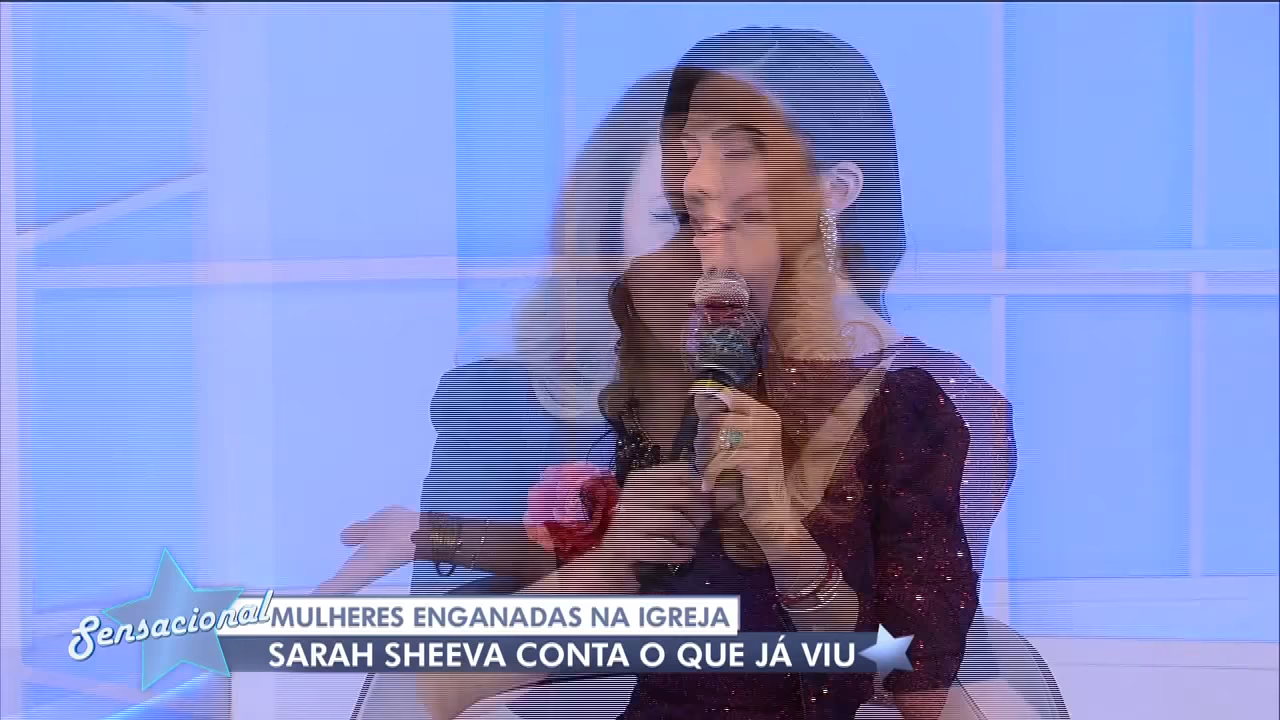 Sensacional
MULHERES ENGANADAS NA IGREJA
SARAH SHEEVA CONTA O QUE JÁ VIU